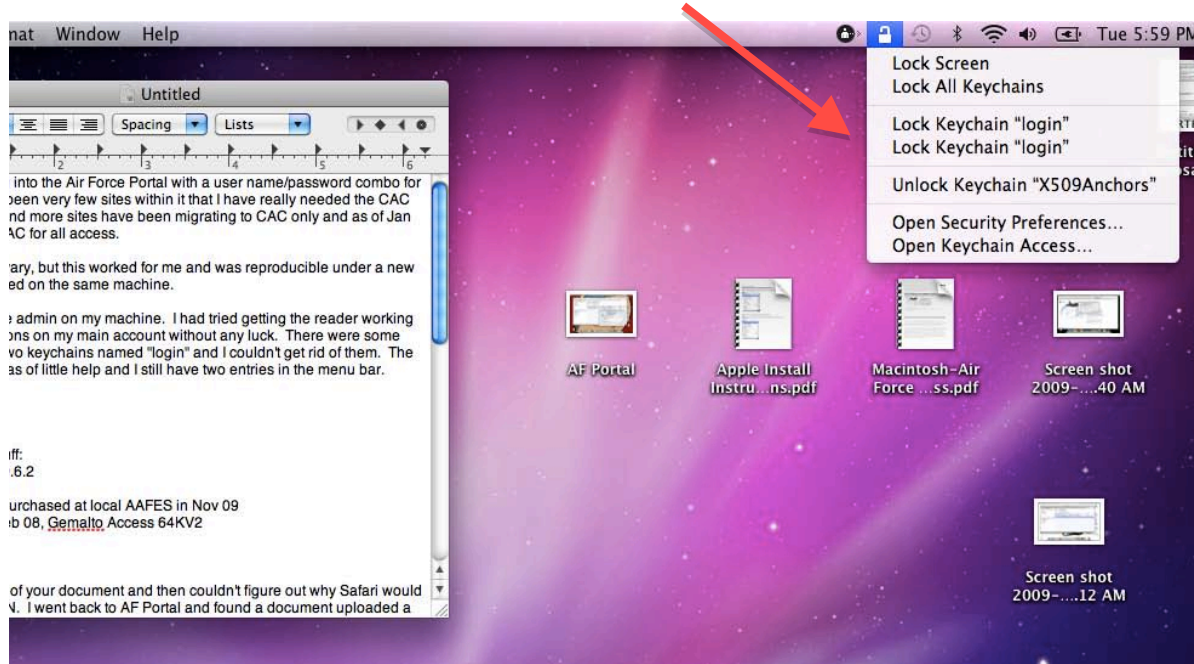 mat Window Help
Tue 5:59 PM
Untitled
Spacing
Lists
2 3 4 5 6
into the Air Force Portal with a user name/password combo for
been very few sites within it that I have really needed the CAC
nd more sites have been migrating to CAC only and as of Jan
AC for all access.
rary, but this worked for me and was reproducible under a new
ed on the same machine.
e admin on my machine. I had tried getting the reader working
ons on my main account without any luck. There were some
wo keychains named "login" and I couldn't get rid of them. The
as of little help and I still have two entries in the menu bar.
uff:
.6.2
urchased at local AAFES in Nov 09
eb 08, Gemalto Access 64KV2
of your document and then couldn't figure out why Safari would
N. I went back to AF Portal and found a document uploaded a
Lock Screen
Lock All Keychains
Lock Keychain “login”
Lock Keychain “login”
Unlock Keychain “X509Anchors”
Open Security Preferences...
Open Keychain Access...
AF Portal
Apple Install
Instru...ns.pdf
Macintosh-Air
Force ...ss.pdf
Screen shot
2009-....40 AM
Screen shot
2009-....12 AM